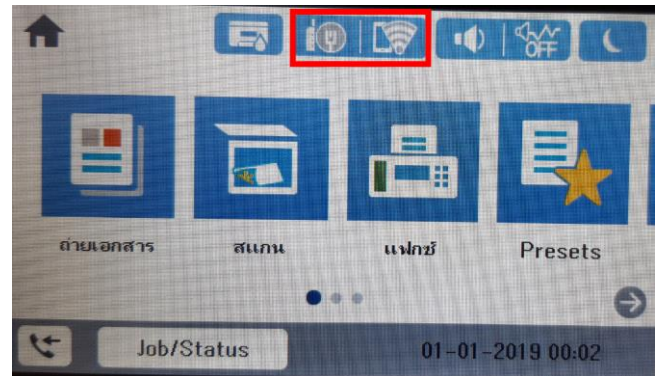 OFF
ถ่ายเอกสาร
สแกน
แฟกซ์
Presets
Job/Status
01-01-2019 00:02